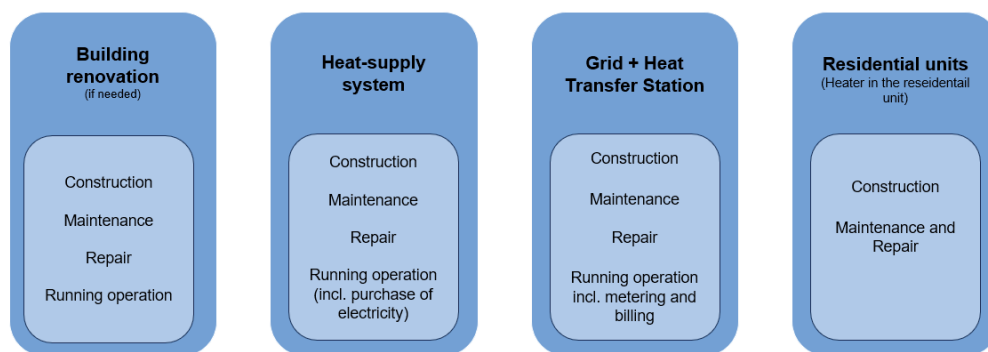 Building
renovation
(if needed)
Construction
Maintenance
Repair
Running operation
Heat-supply
system
Construction
Maintenance
Repair
Running operation
(incl. purchase of
electricity)
Grid + Heat
Transfer Station
Construction
Maintenance
Repair
Running operation
incl. metering and
billing
Residential units
(Heater in the reseidentail
unit)
Construction
Maintenance and
Repair